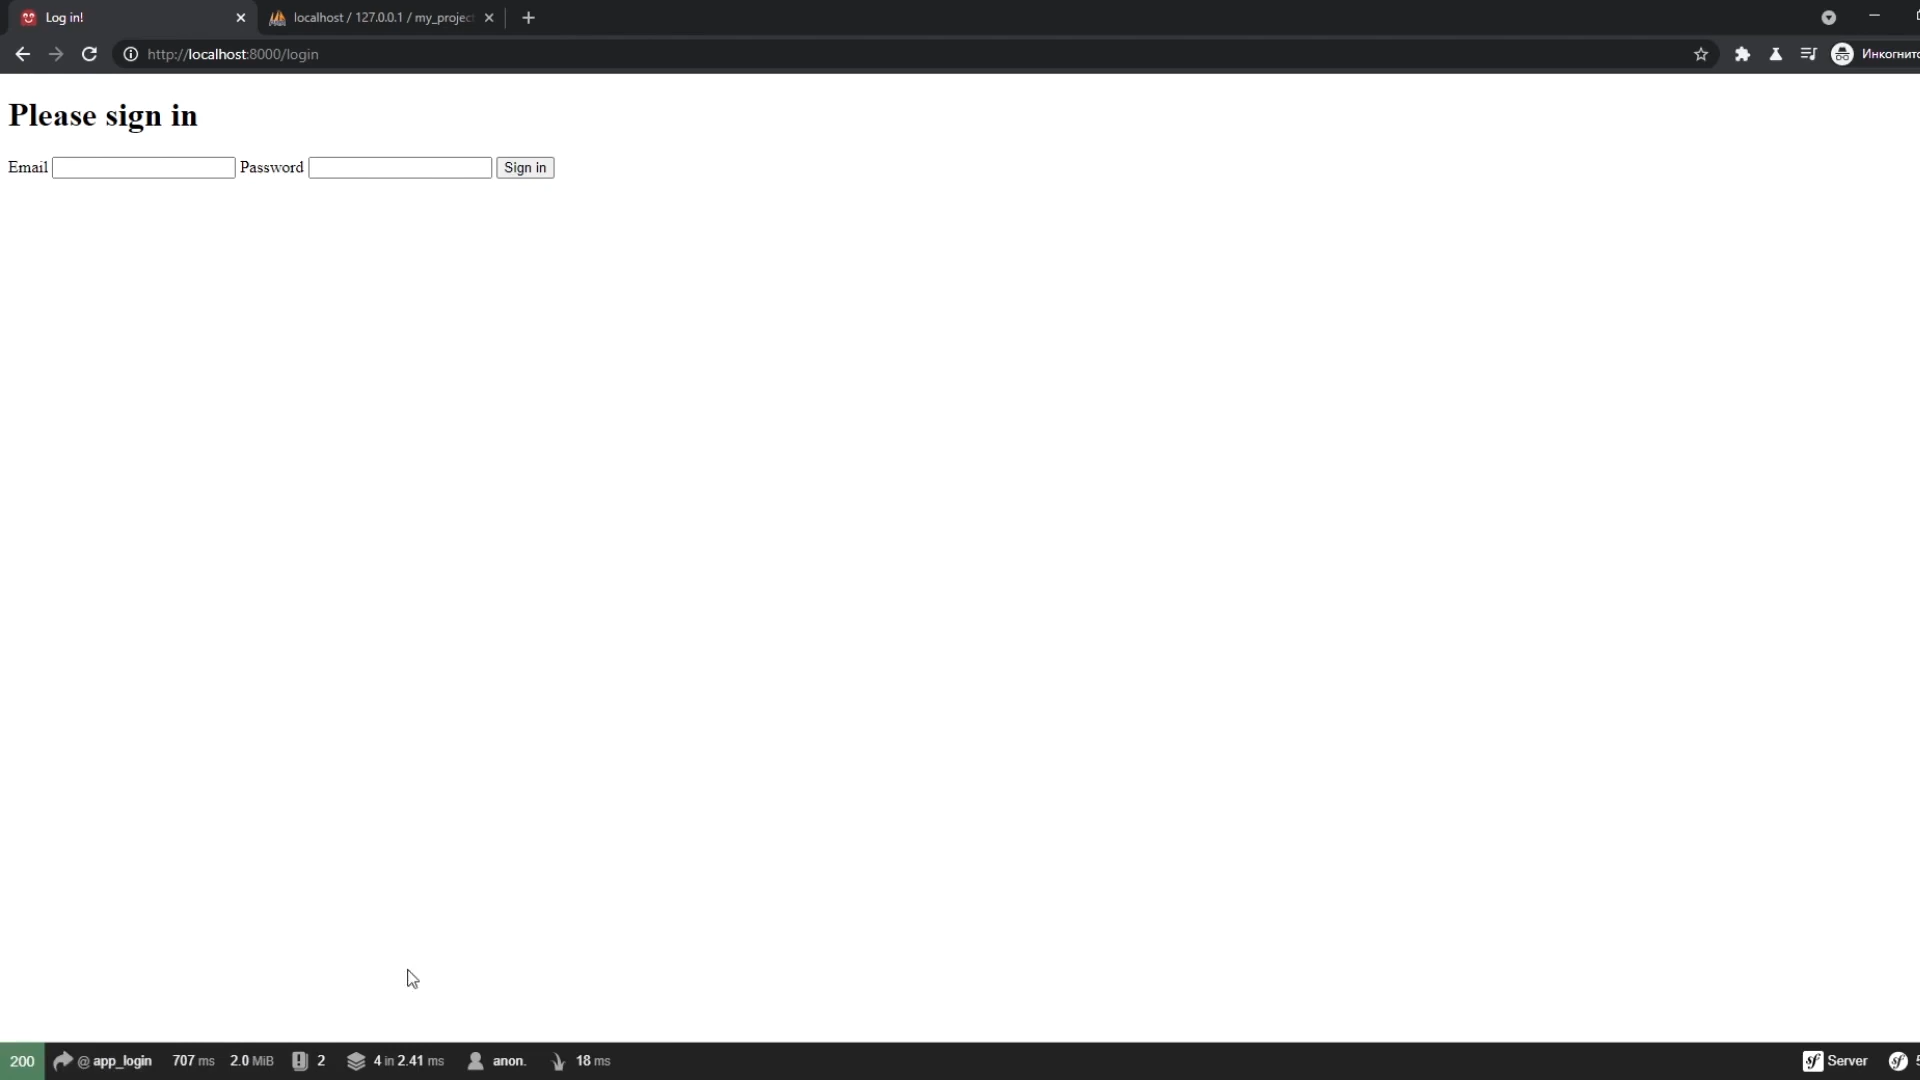 Log in!
localhost / 127.0.0.1 / my_projec
http://localhost:8000/login
Инкогнито
Please sign in
Email Password Sign in
200 @ app_login 707 ms 2.0 MiB 2 4 in 2.41 ms anon. 18 ms Server